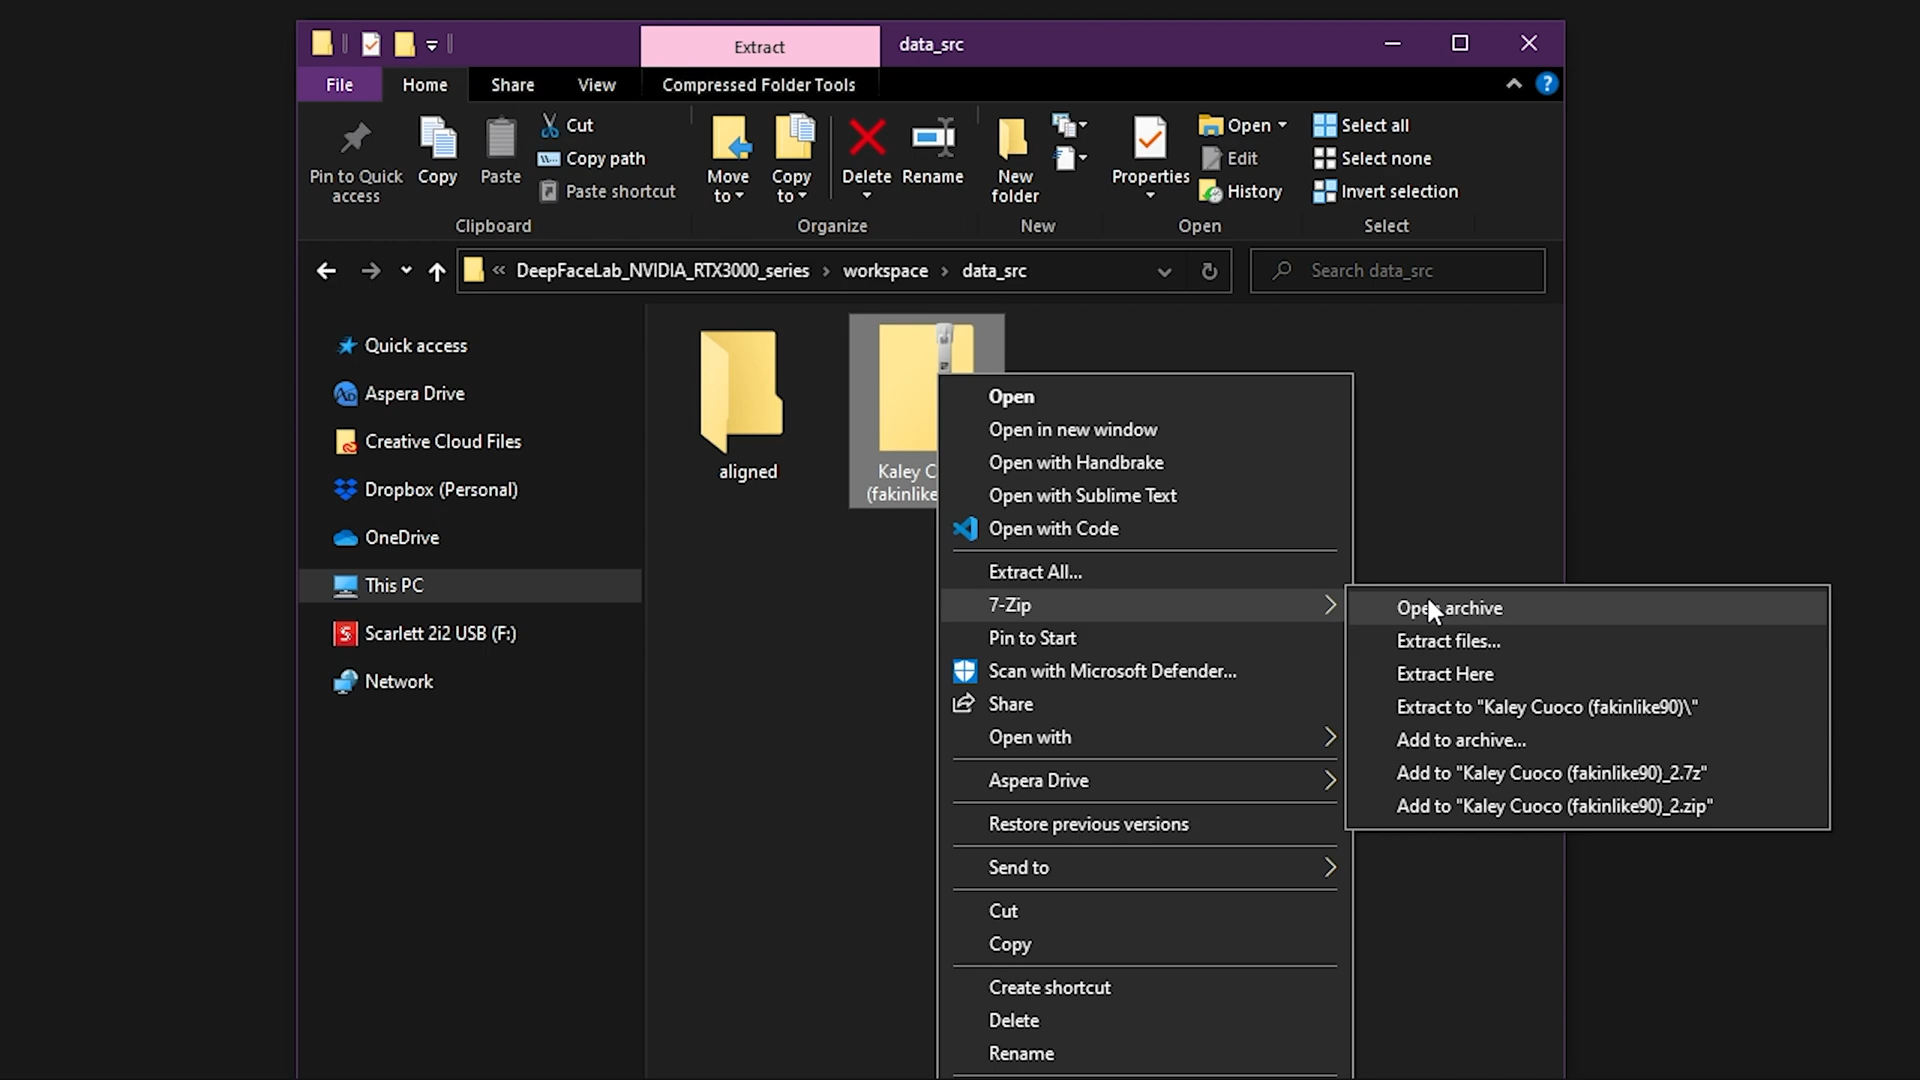 Extract
data_src
File
Home
Share
View
Compressed Folder Tools
Pin to Quick
access
Copy
Paste
Cut
Copy path
Paste shortcut
Clipboard
Move
to
Copy
to
Delete
Rename
Organize
New
folder
New
Properties
Open
Edit
History
Open
Select all
Select none
Invert selection
Select
« DeepFaceLab_NVIDIA_RTX3000_series › workspace › data_src
Search data_src
Quick access
Aspera Drive
Creative Cloud Files
Dropbox (Personal)
OneDrive
This PC
Scarlett 2i2 USB (F:)
Network
aligned
Kaley C
(fakinlike
Open
Open in new window
Open with Handbrake
Open with Sublime Text
Open with Code
Extract All...
7-Zip
Pin to Start
Scan with Microsoft Defender...
Share
Open with
Aspera Drive
Restore previous versions
Send to
Cut
Copy
Create shortcut
Delete
Rename
Open archive
Extract files...
Extract Here
Extract to "Kaley Cuoco (fakinlike90)\"
Add to archive...
Add to "Kaley Cuoco (fakinlike90)_2.7z"
Add to "Kaley Cuoco (fakinlike90)_2.zip"